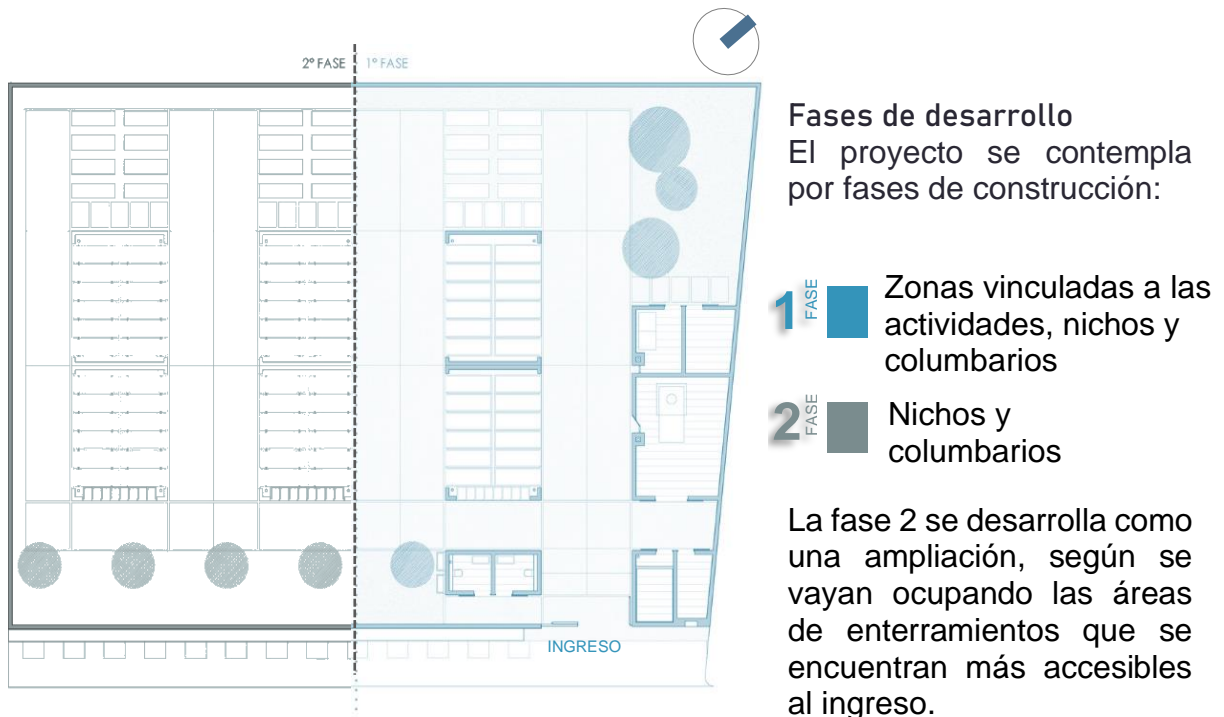 2º FASE 1º FASE
Fases de desarrollo
El proyecto se contempla
por fases de construcción:
1 FASE
Zonas vinculadas a las
actividades, nichos y
columbarios
2 FASE
Nichos y
columbarios
La fase 2 se desarrolla como
una ampliación, según se
vayan ocupando las áreas
de enterramientos que se
encuentran más accesibles
al ingreso.
INGRESO